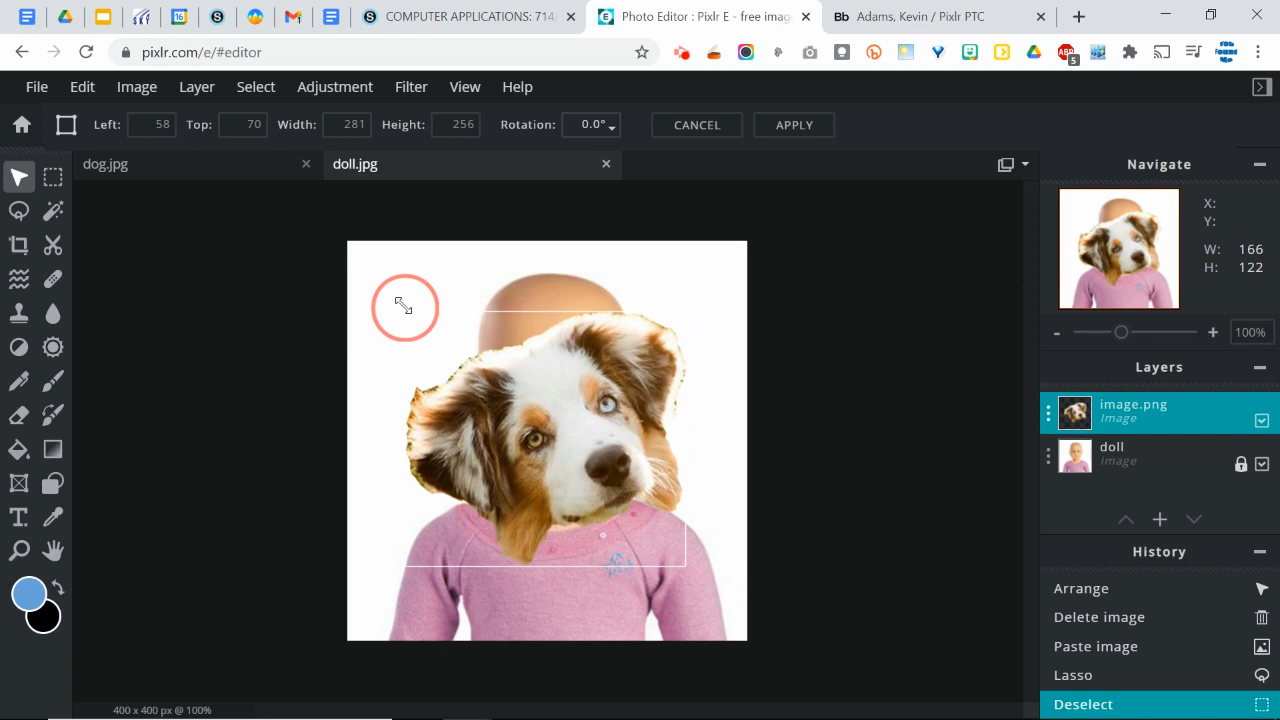 COMPUTER APPLICATIONS: 7/14/
Photo Editor : Pixlr E - free imag
Bb Adams, Kevin / Pixlr PTC
pixlr.com/e/#editor
File Edit Image Layer Select Adjustment Filter View Help
Left: 58 Top: 70 Width: 281 Height: 256 Rotation: 0.0° CANCEL APPLY
dog.jpg
doll.jpg
Navigate
X:
Y:
W: 166
H: 122
- + 100%
Layers
image.png
Image
doll
Image
History
Arrange
Delete image
Paste image
Lasso
Deselect
400 x 400 px @ 100%